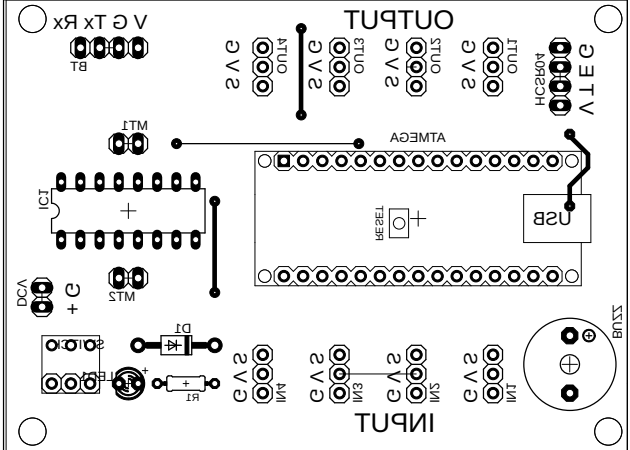 V G Tx Rx
BT
OUTPUT
S V G
OUT4
S V G
OUT3
S V G
OUT2
S V G
OUT1
HCSR04
V T E G
MT1
ATMEGA
IC1
RESET
USB
MT2
DCV
+ G
SWITCH
D1
LED1
+
R1
G V S
IN4
G V S
IN3
G V S
IN2
G V S
IN1
BUZZ
INPUT